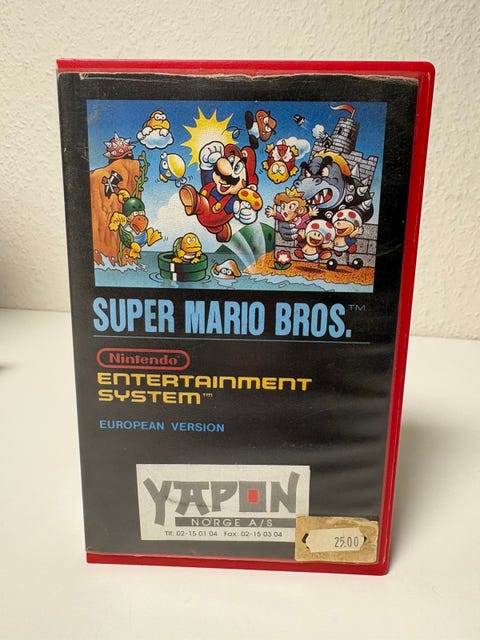 SUPER MARIO BROS.™
Nintendo®
ENTERTAINMENT
SYSTEM™
EUROPEAN VERSION
YAPON
NORGE A/S
Tlf: 02-15 01 04 Fax: 02-15 03 04
25.00